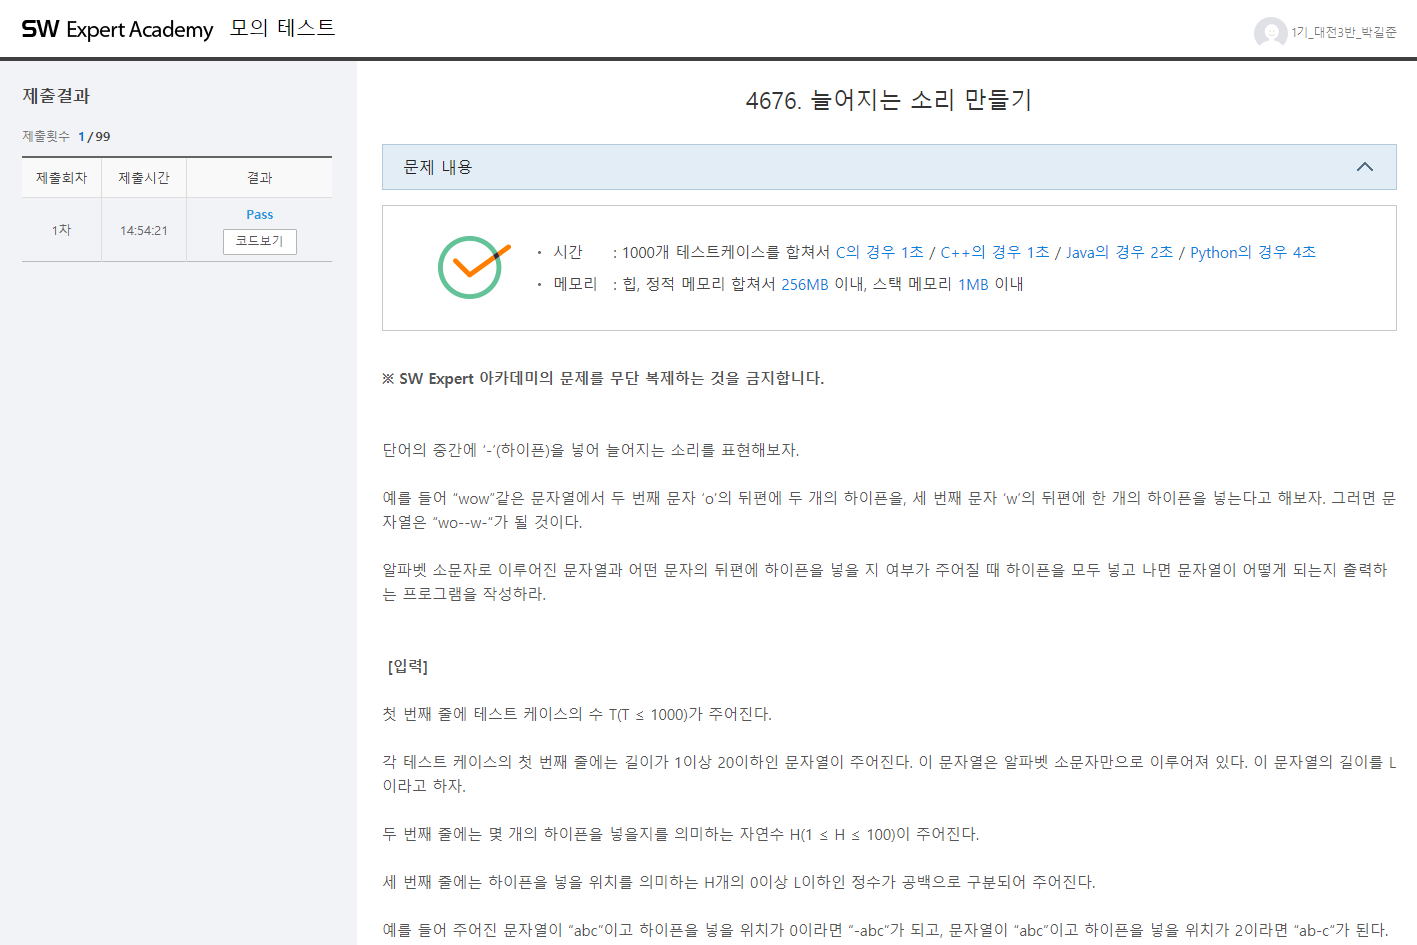 SW Expert Academy 모의 테스트
1기_대전3반_박길준
제출결과
제출횟수 1 / 99
제출회차 제출시간 결과
1차 14:54:21 Pass
코드보기
4676. 늘어지는 소리 만들기
문제 내용
• 시간 : 1000개 테스트케이스를 합쳐서 C의 경우 1초 / C++의 경우 1초 / Java의 경우 2초 / Python의 경우 4초
• 메모리 : 힙, 정적 메모리 합쳐서 256MB 이내, 스택 메모리 1MB 이내
※ SW Expert 아카데미의 문제를 무단 복제하는 것을 금지합니다.
단어의 중간에 ‘-’(하이픈)을 넣어 늘어지는 소리를 표현해보자.
예를 들어 “wow”같은 문자열에서 두 번째 문자 ‘o’의 뒤편에 두 개의 하이픈을, 세 번째 문자 ‘w’의 뒤편에 한 개의 하이픈을 넣는다고 해보자. 그러면 문
자열은 “wo--w-”가 될 것이다.
알파벳 소문자로 이루어진 문자열과 어떤 문자의 뒤편에 하이픈을 넣을 지 여부가 주어질 때 하이픈을 모두 넣고 나면 문자열이 어떻게 되는지 출력하
는 프로그램을 작성하라.
[입력]
첫 번째 줄에 테스트 케이스의 수 T(T ≤ 1000)가 주어진다.
각 테스트 케이스의 첫 번째 줄에는 길이가 1이상 20이하인 문자열이 주어진다. 이 문자열은 알파벳 소문자만으로 이루어져 있다. 이 문자열의 길이를 L
이라고 하자.
두 번째 줄에는 몇 개의 하이픈을 넣을지를 의미하는 자연수 H(1 ≤ H ≤ 100)이 주어진다.
세 번째 줄에는 하이픈을 넣을 위치를 의미하는 H개의 0이상 L이하인 정수가 공백으로 구분되어 주어진다.
예를 들어 주어진 문자열이 “abc”이고 하이픈을 넣을 위치가 0이라면 “-abc”가 되고, 문자열이 “abc”이고 하이픈을 넣을 위치가 2이라면 “ab-c”가 된다.